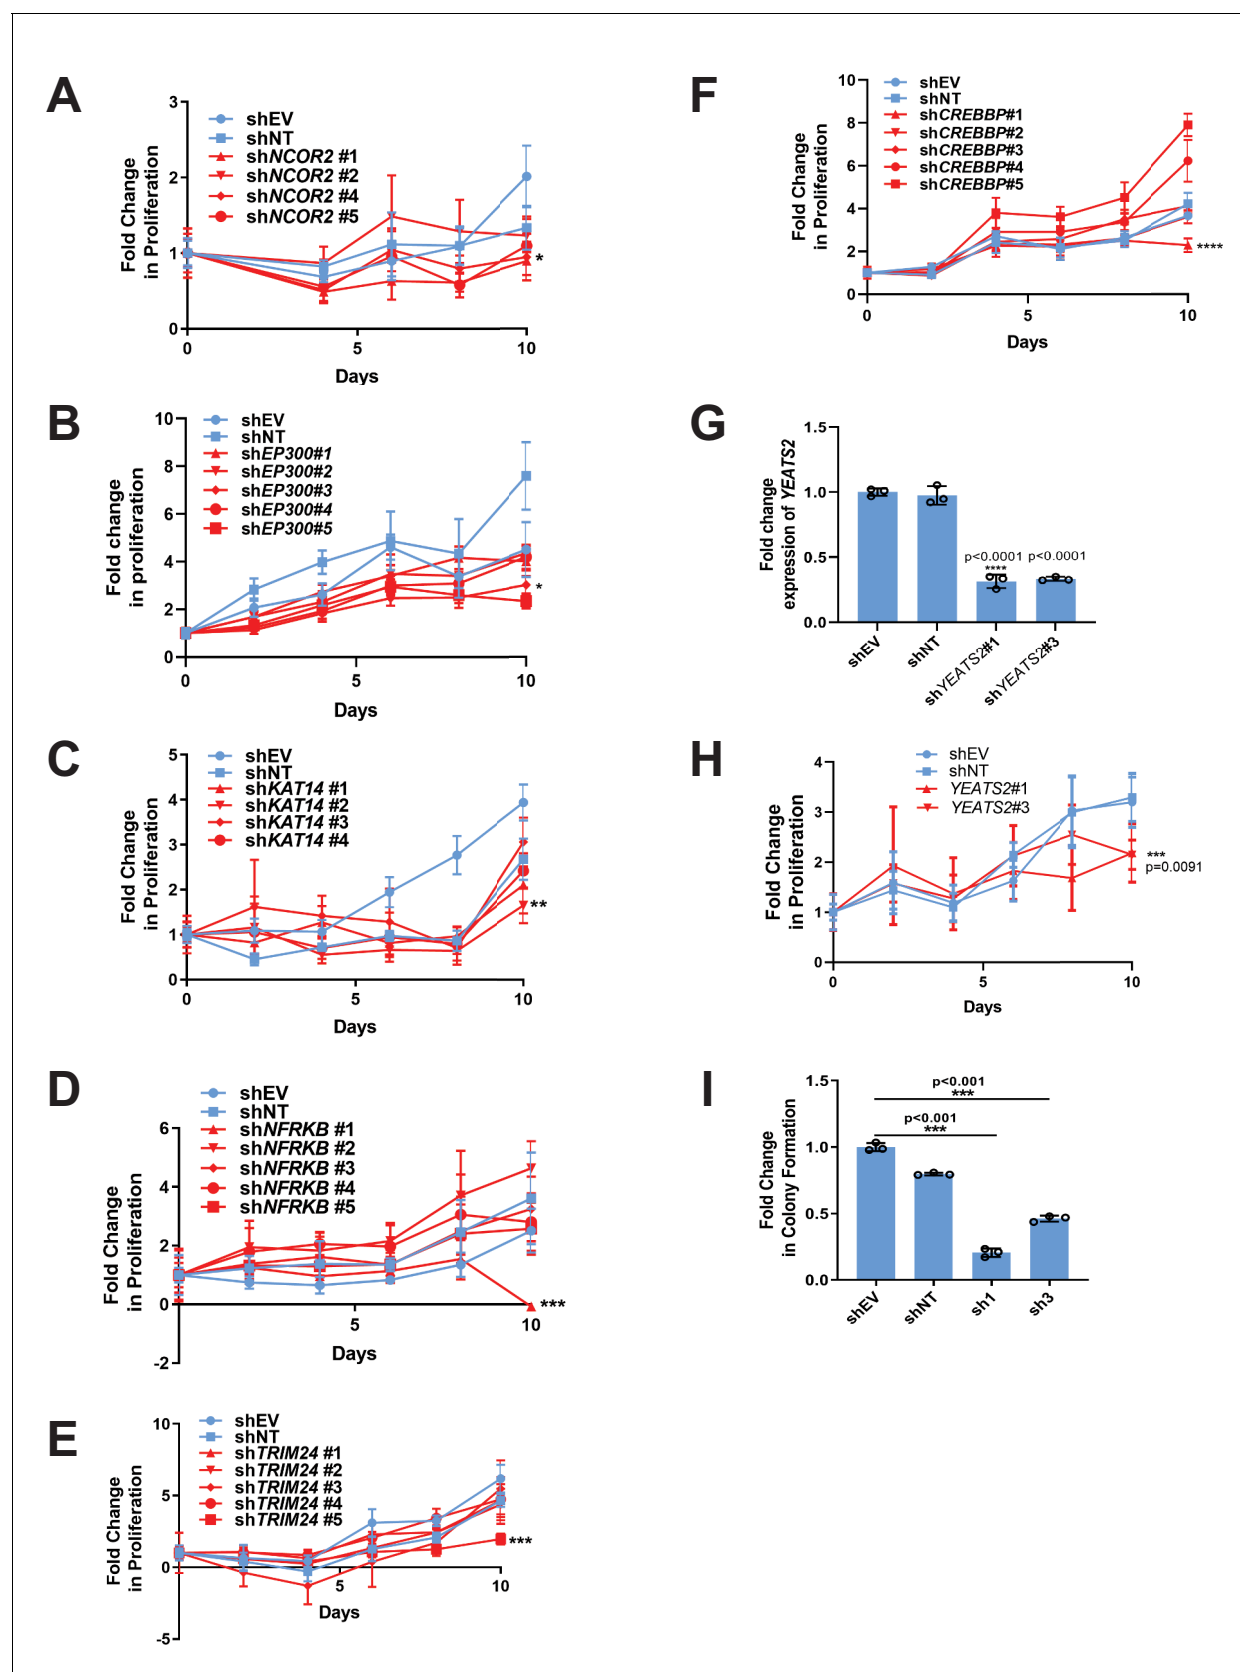 A
3
2
1
0
0
5
10
Fold Change
in Proliferation
Days
shEV
shNT
shNCOR2 #1
shNCOR2 #2
shNCOR2 #4
shNCOR2 #5
*
B
10
8
6
4
2
0
0
5
10
Fold change
in proliferation
Days
shEV
shNT
shEP300#1
shEP300#2
shEP300#3
shEP300#4
shEP300#5
*
C
5
4
3
2
1
0
0
5
10
Fold Change
in Proliferation
Days
shEV
shNT
shKAT14 #1
shKAT14 #2
shKAT14 #3
shKAT14 #4
**
D
6
4
2
0
-2
5
10
Fold Change
in Proliferation
Days
shEV
shNT
shNFRKB #1
shNFRKB #2
shNFRKB #3
shNFRKB #4
shNFRKB #5
***
E
10
5
0
-5
5
10
Fold Change
in Proliferation
Days
shEV
shNT
shTRIM24 #1
shTRIM24 #2
shTRIM24 #3
shTRIM24 #4
shTRIM24 #5
***
F
10
8
6
4
2
0
0
5
10
Fold Change
in Proliferation
Days
shEV
shNT
shCREBBP#1
shCREBBP#2
shCREBBP#3
shCREBBP#4
shCREBBP#5
****
G
1.5
1.0
0.5
0.0
Fold change
expression of YEATS2
p<0.0001 p<0.0001
****
shEV
shNT
shYEATS2#1
shYEATS2#3
H
4
3
2
1
0
0
5
10
Fold Change
in Proliferation
Days
shEV
shNT
YEATS2#1
YEATS2#3
***
p=0.0091
I
1.5
1.0
0.5
0.0
Fold Change
in Colony Formation
p<0.001
***
p<0.001
***
shEV
shNT
sh1
sh3